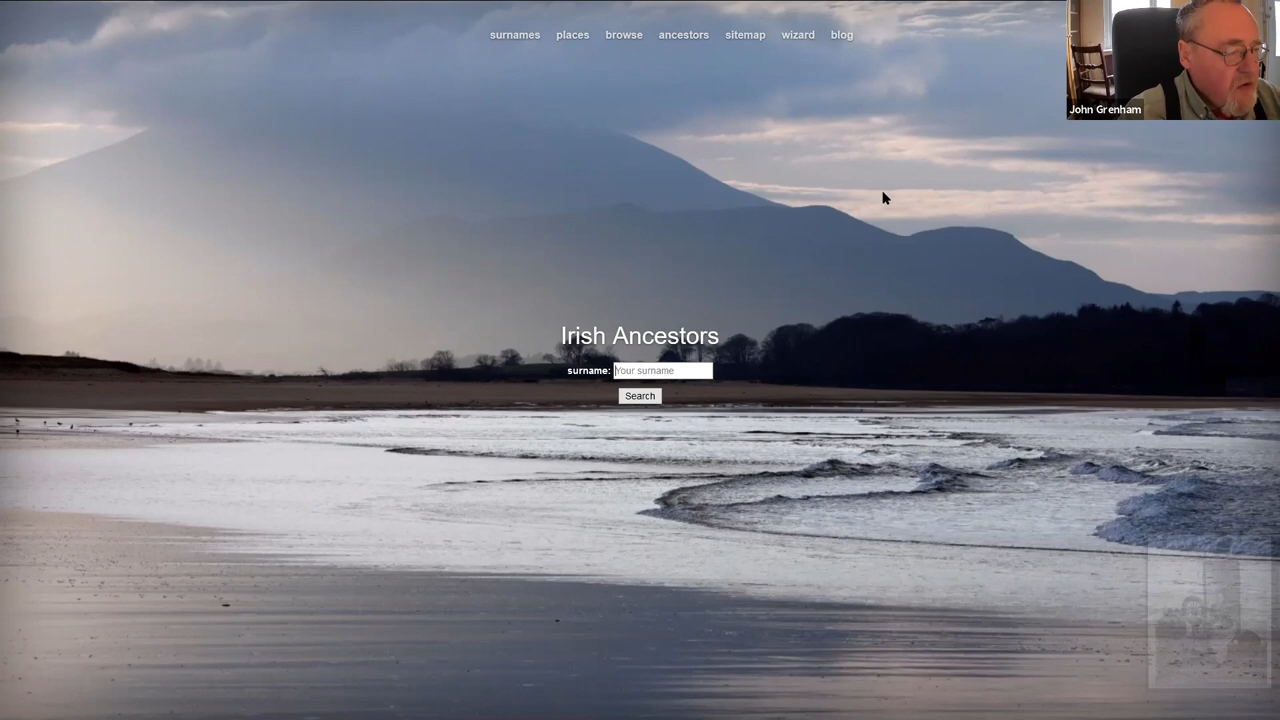 surnames places browse ancestors sitemap wizard blog
John Grenham
Irish Ancestors
surname: Your surname
Search